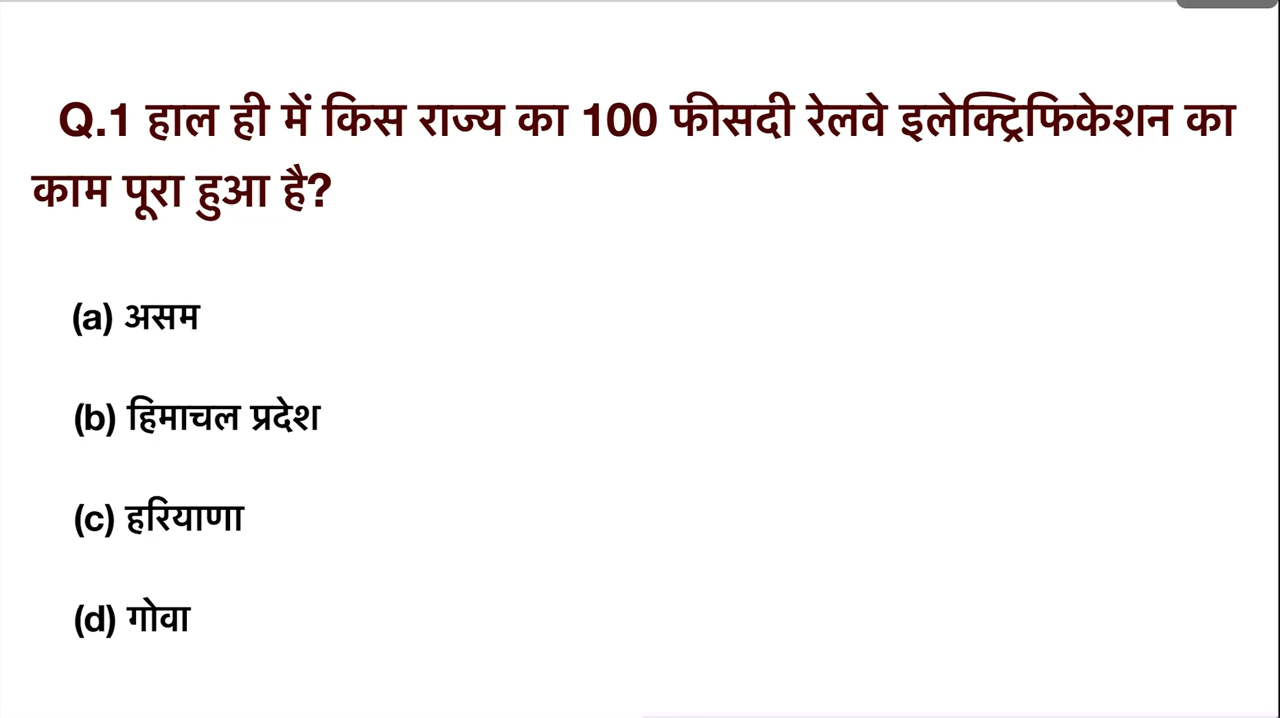 Q.1 हाल ही में किस राज्य का 100 फीसदी रेलवे इलेक्ट्रिफिकेशन का
काम पूरा हुआ है?
(a) असम
(b) हिमाचल प्रदेश
(c) हरियाणा
(d) गोवा